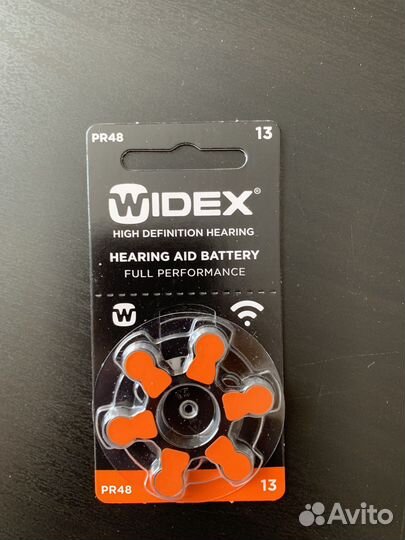 PR48 13
WIDEX®
HIGH DEFINITION HEARING
HEARING AID BATTERY
FULL PERFORMANCE
W
PR48 13
Avito